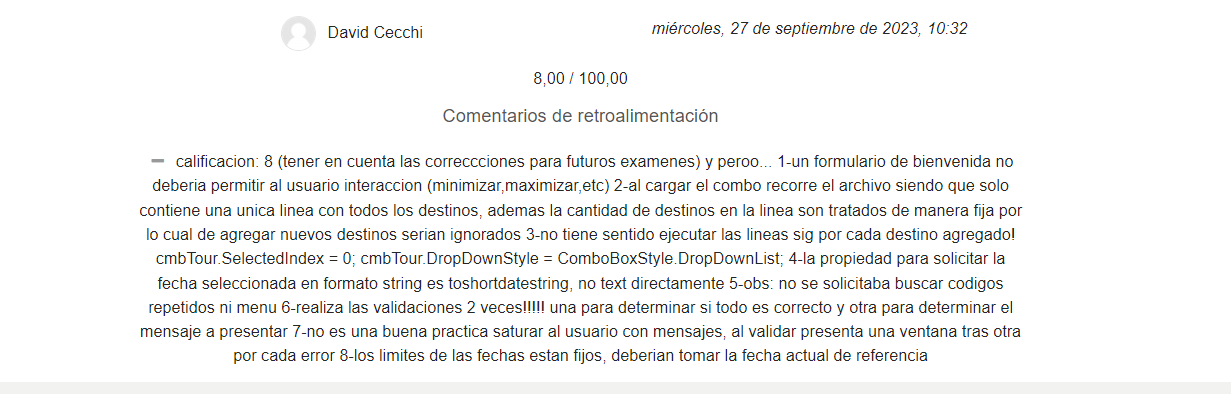 David Cecchi
miércoles, 27 de septiembre de 2023, 10:32
8,00 / 100,00
Comentarios de retroalimentación
calificacion: 8 (tener en cuenta las correccciones para futuros examenes) y peroo... 1-un formulario de bienvenida no
deberia permitir al usuario interaccion (minimizar,maximizar,etc) 2-al cargar el combo recorre el archivo siendo que solo
contiene una unica linea con todos los destinos, ademas la cantidad de destinos en la linea son tratados de manera fija por
lo cual de agregar nuevos destinos serian ignorados 3-no tiene sentido ejecutar las lineas sig por cada destino agregado!
cmbTour.SelectedIndex = 0; cmbTour.DropDownStyle = ComboBoxStyle.DropDownList; 4-la propiedad para solicitar la
fecha seleccionada en formato string es toshortdatestring, no text directamente 5-obs: no se solicitaba buscar codigos
repetidos ni menu 6-realiza las validaciones 2 veces!!!!! una para determinar si todo es correcto y otra para determinar el
mensaje a presentar 7-no es una buena practica saturar al usuario con mensajes, al validar presenta una ventana tras otra
por cada error 8-los limites de las fechas estan fijos, deberian tomar la fecha actual de referencia